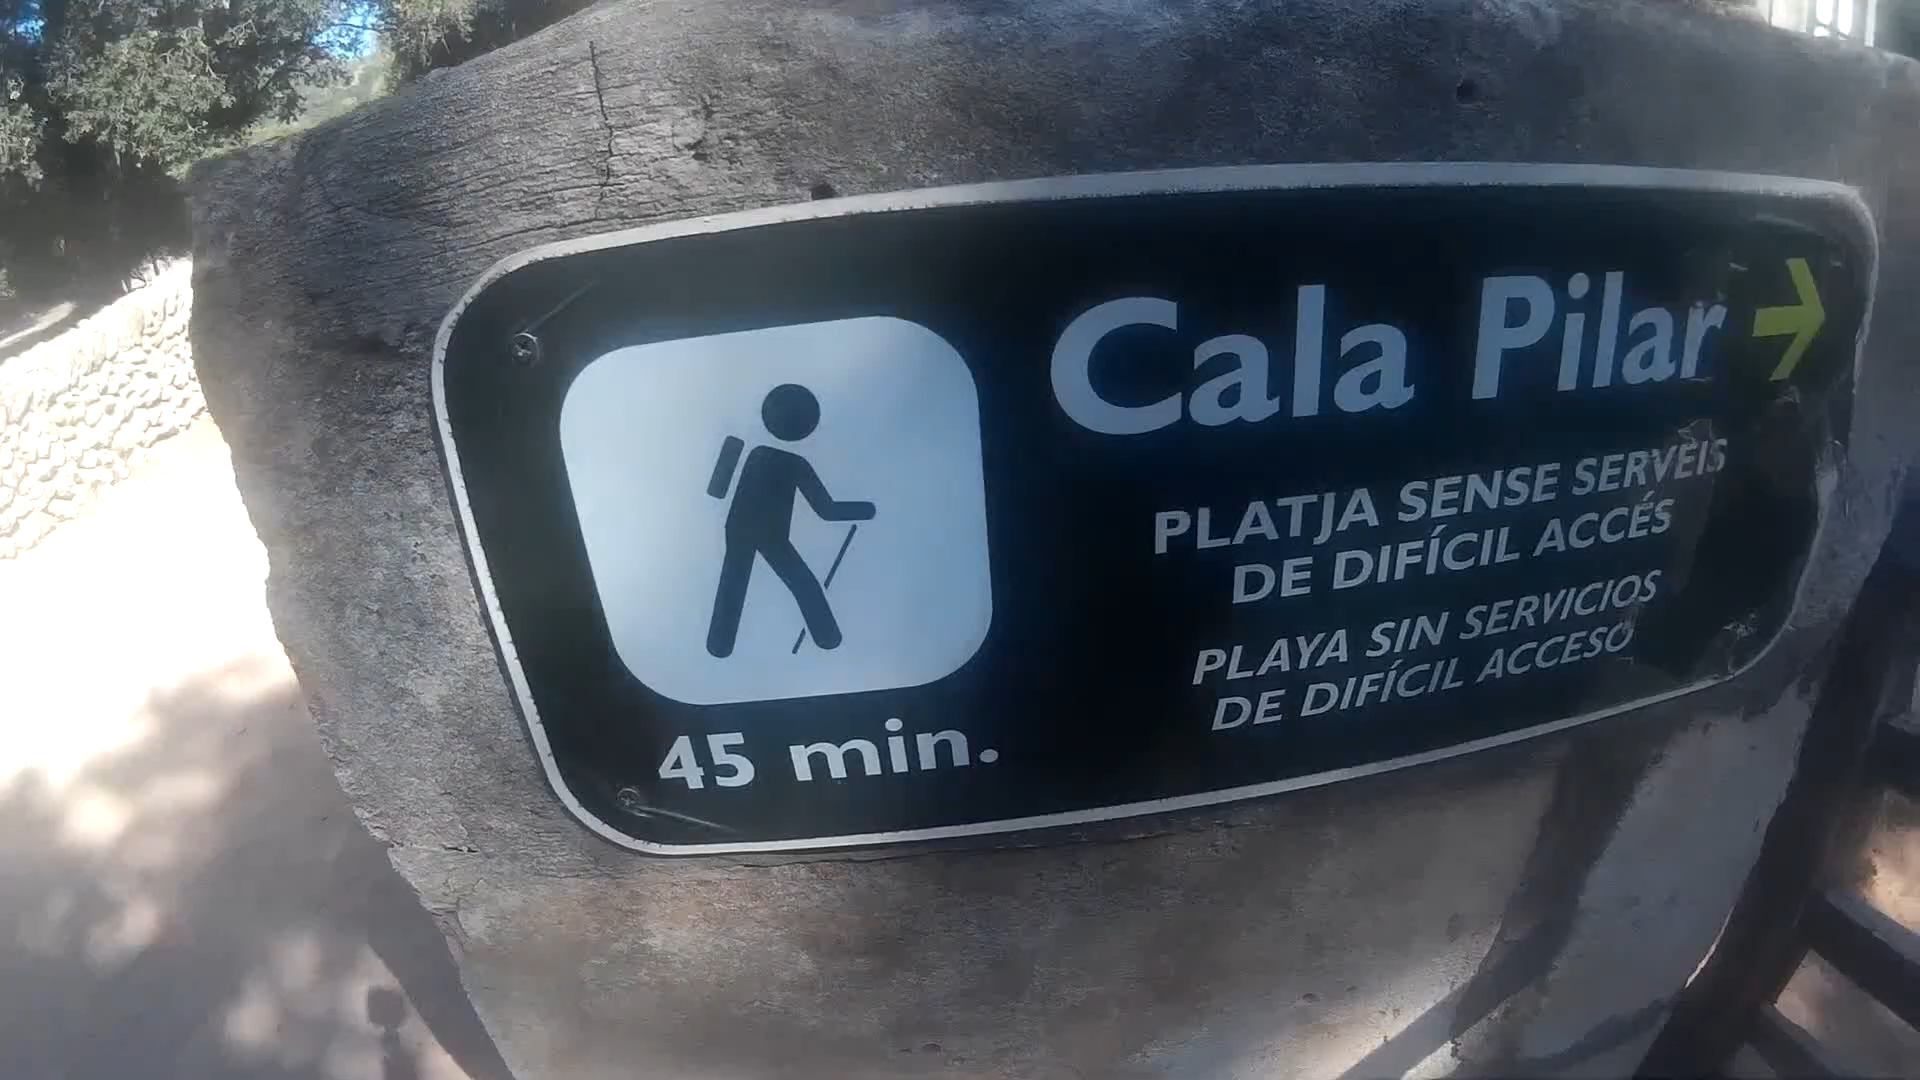 Cala Pilar →
PLATJA SENSE SERVEIS
DE DIFÍCIL ACCÉS
PLAYA SIN SERVICIOS
DE DIFÍCIL ACCESO
45 min.